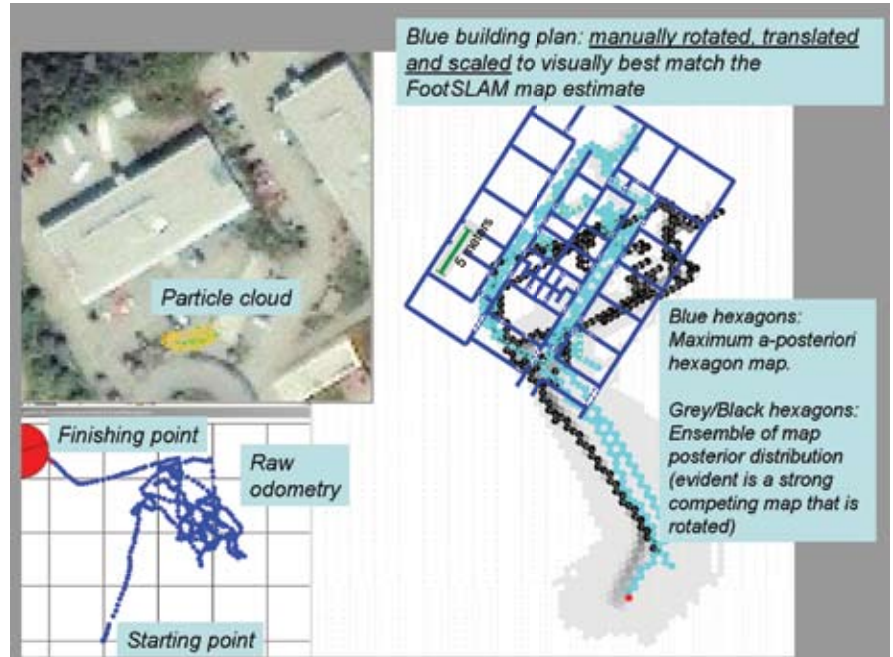 Blue building plan: manually rotated, translated
and scaled to visually best match the
FootSLAM map estimate
5 meters
Particle cloud
Blue hexagons:
Maximum a-posteriori
hexagon map.
Grey/Black hexagons:
Ensemble of map
posterior distribution
(evident is a strong
competing map that is
rotated)
Finishing point
Raw
odometry
Starting point